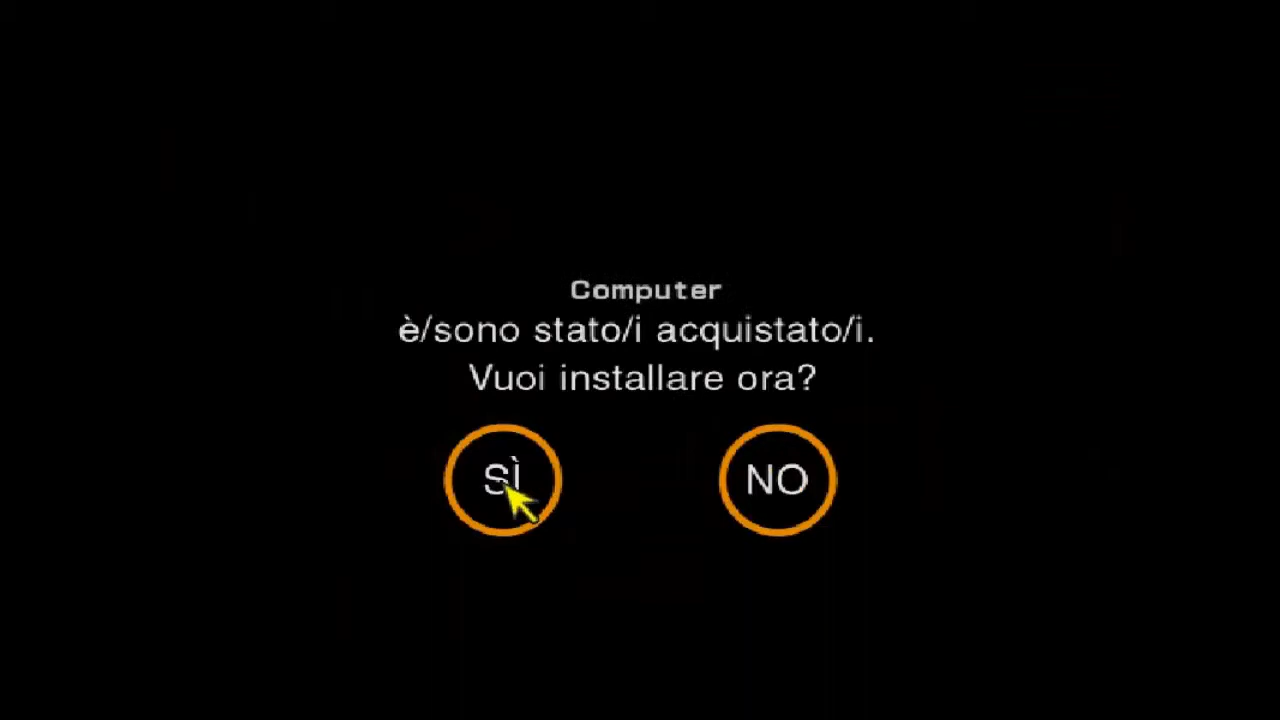 Computer
è/sono stato/i acquistato/i.
Vuoi installare ora?
SÌ
NO